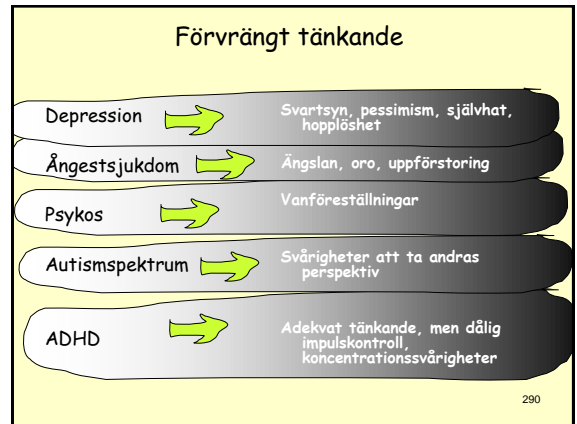 Förvrängt tänkande
Depression
Svartsyn, pessimism, självhat,
hopplöshet
Ångestsjukdom
Ängslan, oro, uppförstoring
Psykos
Vanföreställningar
Autismspektrum
Svårigheter att ta andras
perspektiv
ADHD
Adekvat tänkande, men dålig
impulskontroll,
koncentrationssvårigheter
290